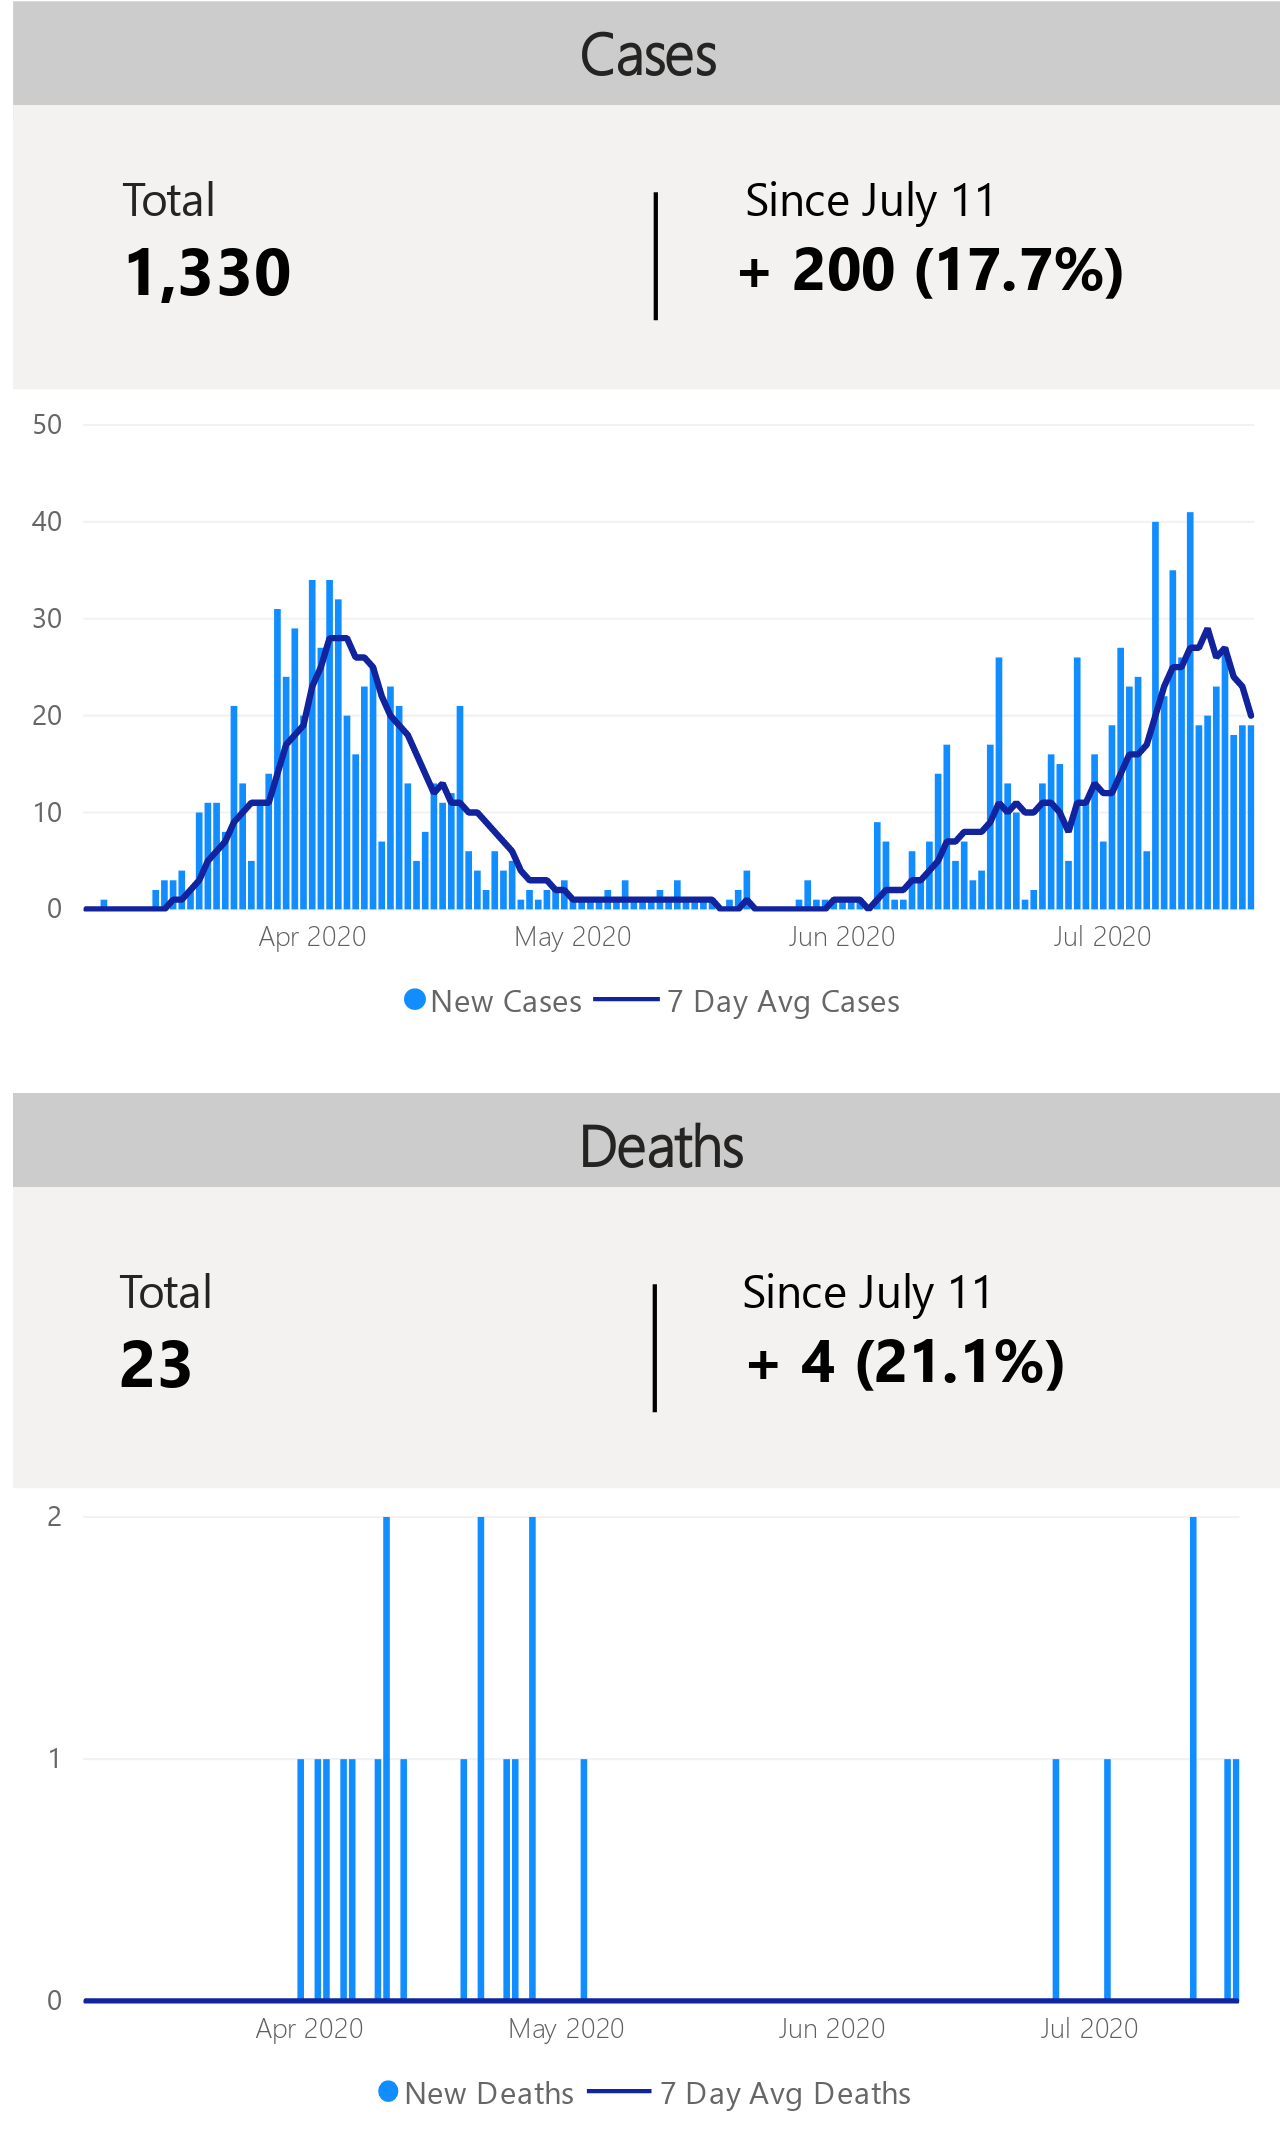 Cases
Total
Since July 11
1,330
+ 200 (17.7%)
50
40
30
20
10
0
Apr 2020
May 2020
Jun 2020
Jul 2020
New Cases
7 Day Avg Cases
Deaths
Total
Since July 11
23
+ 4 (21.1%)
2
1
0
Apr 2020
May 2020
Jun 2020
Jul 2020
New Deaths
7 Day Avg Deaths